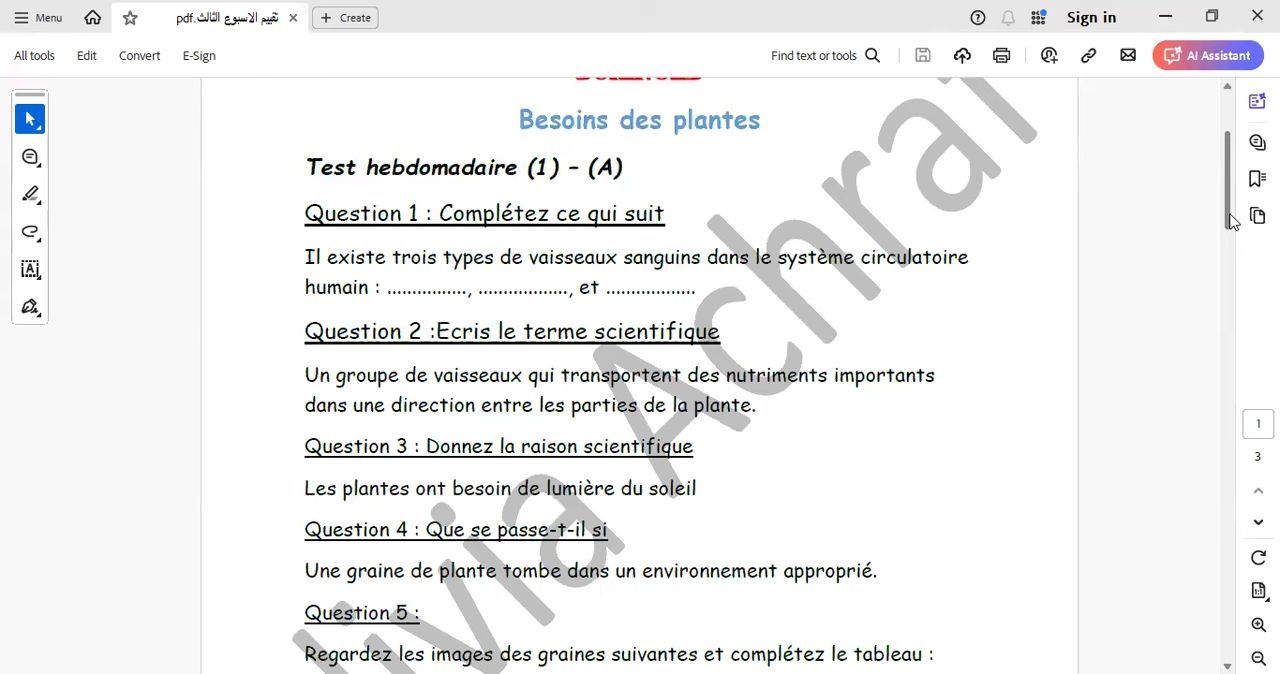 Menu
تقييم الاسبوع الثالث.pdf
Create
Sign in
All tools
Edit
Convert
E-Sign
Find text or tools
AI Assistant
Besoins des plantes
Test hebdomadaire (1) – (A)
Question 1 : Complétez ce qui suit
Il existe trois types de vaisseaux sanguins dans le système circulatoire
humain : ................, ................., et .................
Question 2 :Ecris le terme scientifique
Un groupe de vaisseaux qui transportent des nutriments importants
dans une direction entre les parties de la plante.
Question 3 : Donnez la raison scientifique
Les plantes ont besoin de lumière du soleil
Question 4 : Que se passe-t-il si
Une graine de plante tombe dans un environnement approprié.
Question 5 :
Regardez les images des graines suivantes et complétez le tableau :
1
3